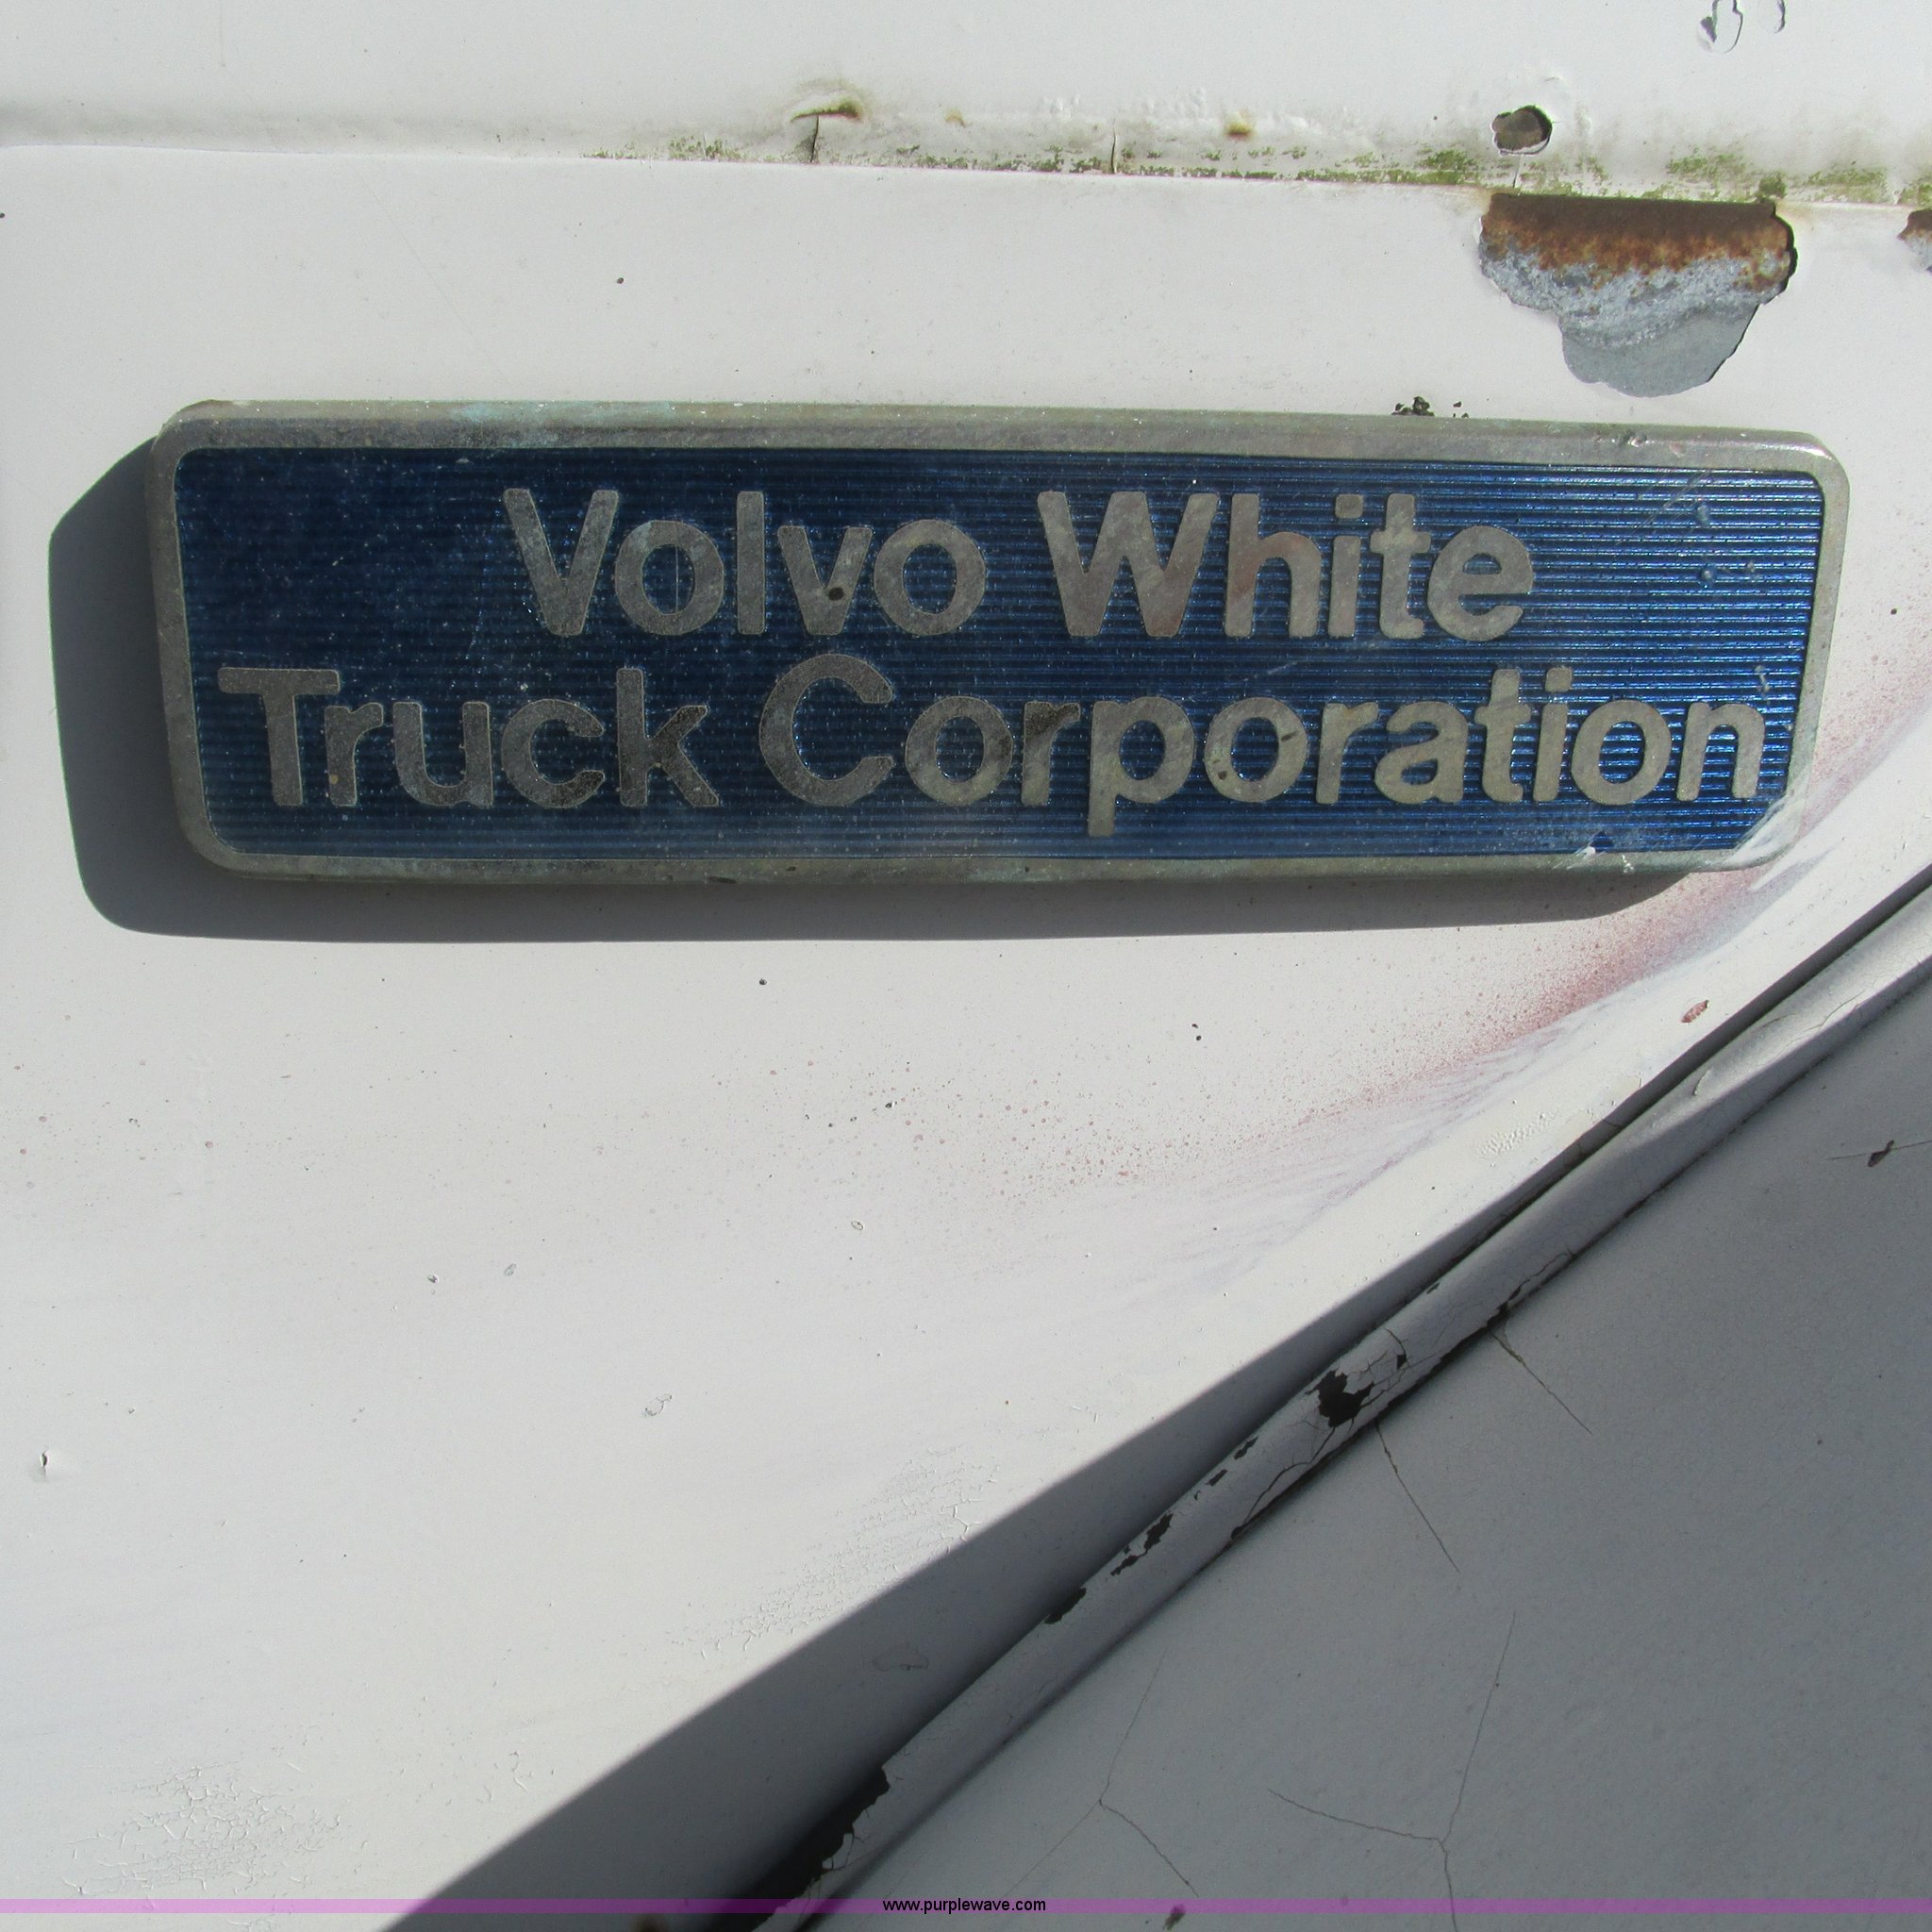 Volvo White
Truck Corporation
www.purplewave.com